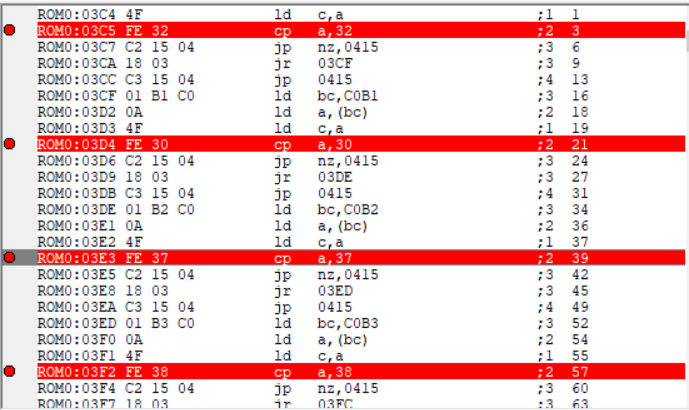 ROM0:03C4 4F ld c,a ;1 1
ROM0:03C5 FE 32 cp a,32 ;2 3
ROM0:03C7 C2 15 04 jp nz,0415 ;3 6
ROM0:03CA 18 03 jr 03CF ;3 9
ROM0:03CC C3 15 04 jp 0415 ;4 13
ROM0:03CF 01 B1 C0 ld bc,C0B1 ;3 16
ROM0:03D2 0A ld a,(bc) ;2 18
ROM0:03D3 4F ld c,a ;1 19
ROM0:03D4 FE 30 cp a,30 ;2 21
ROM0:03D6 C2 15 04 jp nz,0415 ;3 24
ROM0:03D9 18 03 jr 03DE ;3 27
ROM0:03DB C3 15 04 jp 0415 ;4 31
ROM0:03DE 01 B2 C0 ld bc,C0B2 ;3 34
ROM0:03E1 0A ld a,(bc) ;2 36
ROM0:03E2 4F ld c,a ;1 37
ROM0:03E3 FE 37 cp a,37 ;2 39
ROM0:03E5 C2 15 04 jp nz,0415 ;3 42
ROM0:03E8 18 03 jr 03ED ;3 45
ROM0:03EA C3 15 04 jp 0415 ;4 49
ROM0:03ED 01 B3 C0 ld bc,C0B3 ;3 52
ROM0:03F0 0A ld a,(bc) ;2 54
ROM0:03F1 4F ld c,a ;1 55
ROM0:03F2 FE 38 cp a,38 ;2 57
ROM0:03F4 C2 15 04 jp nz,0415 ;3 60
ROM0:03F7 18 03 jr 03FC ;3 63